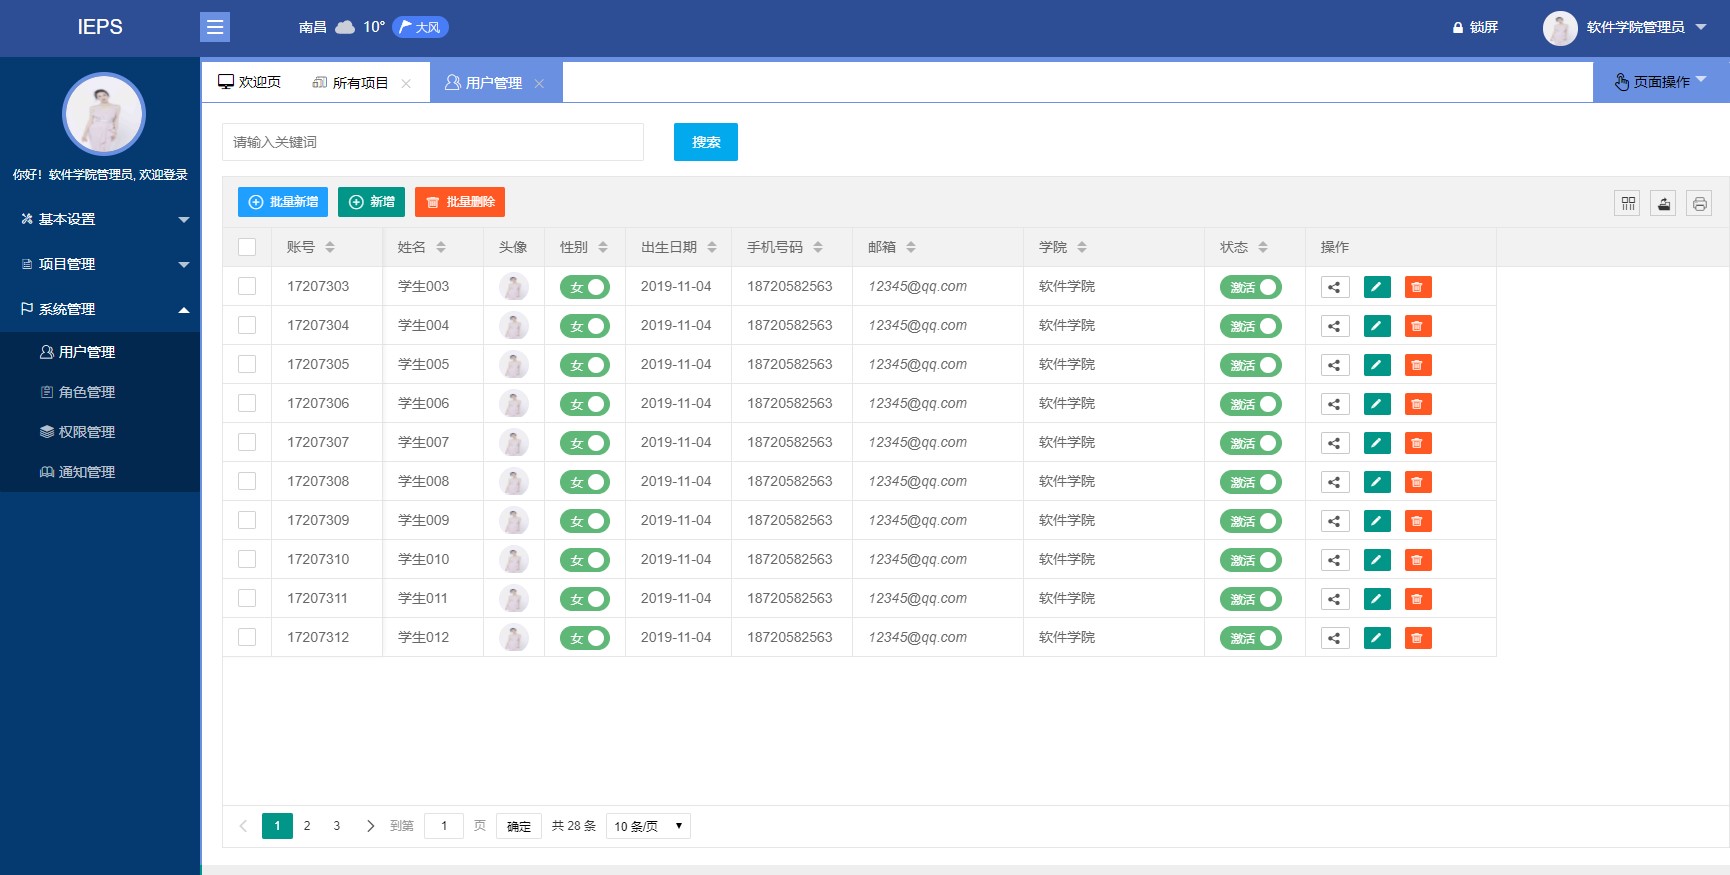 IEPS
南昌 10° 大风
锁屏
软件学院管理员
欢迎页
所有项目
用户管理
页面操作
你好！软件学院管理员, 欢迎登录
基本设置
项目管理
系统管理
用户管理
角色管理
权限管理
通知管理
请输入关键词
搜索
批量新增
新增
批量删除
账号 姓名 头像 性别 出生日期 手机号码 邮箱 学院 状态 操作
17207303 学生003 女 2019-11-04 18720582563 12345@qq.com 软件学院 激活
17207304 学生004 女 2019-11-04 18720582563 12345@qq.com 软件学院 激活
17207305 学生005 女 2019-11-04 18720582563 12345@qq.com 软件学院 激活
17207306 学生006 女 2019-11-04 18720582563 12345@qq.com 软件学院 激活
17207307 学生007 女 2019-11-04 18720582563 12345@qq.com 软件学院 激活
17207308 学生008 女 2019-11-04 18720582563 12345@qq.com 软件学院 激活
17207309 学生009 女 2019-11-04 18720582563 12345@qq.com 软件学院 激活
17207310 学生010 女 2019-11-04 18720582563 12345@qq.com 软件学院 激活
17207311 学生011 女 2019-11-04 18720582563 12345@qq.com 软件学院 激活
17207312 学生012 女 2019-11-04 18720582563 12345@qq.com 软件学院 激活
1 2 3 到第 1 页 确定 共 28 条 10 条/页